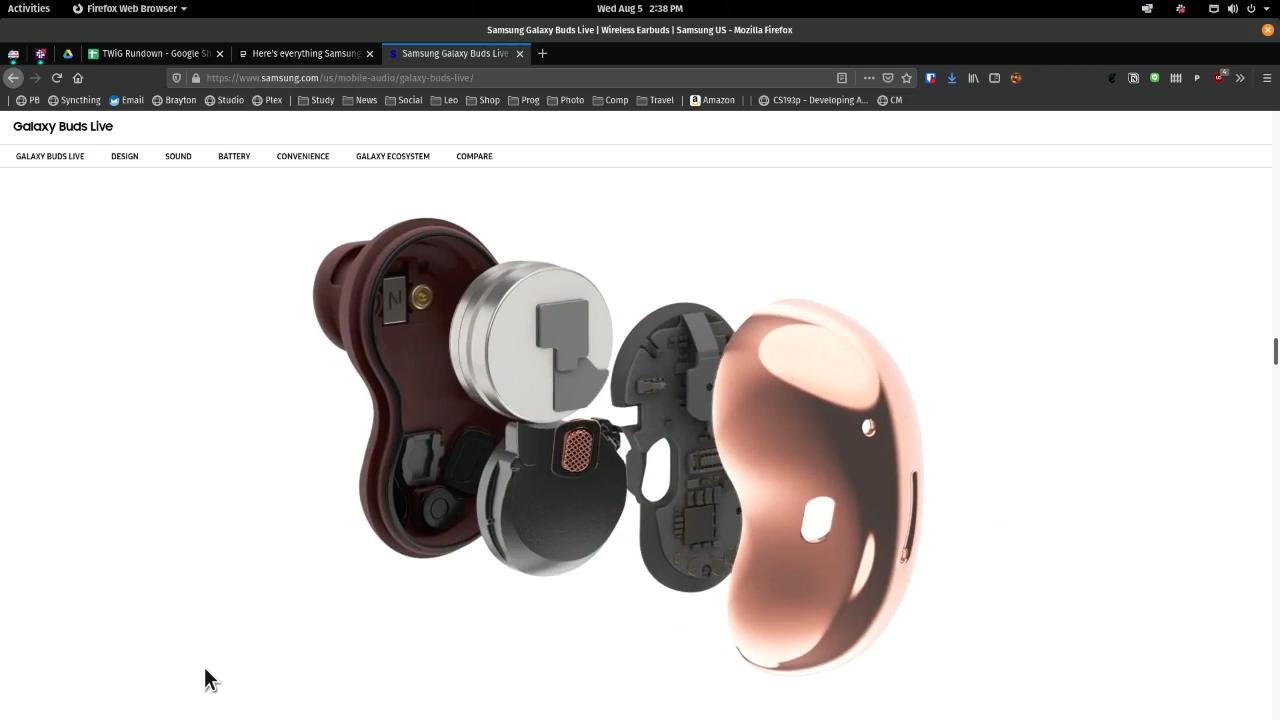 Activities Firefox Web Browser Wed Aug 5 2:38 PM
Samsung Galaxy Buds Live | Wireless Earbuds | Samsung US - Mozilla Firefox
TWiG Rundown - Google Sh Here's everything Samsung Samsung Galaxy Buds Live
https://www.samsung.com/us/mobile-audio/galaxy-buds-live/ 4
PB Syncthing Email Brayton Studio Plex Study News Social Leo Shop Prog Photo Comp Travel Amazon CS193p - Developing A... CM
Galaxy Buds Live
GALAXY BUDS LIVE DESIGN SOUND BATTERY CONVENIENCE GALAXY ECOSYSTEM COMPARE